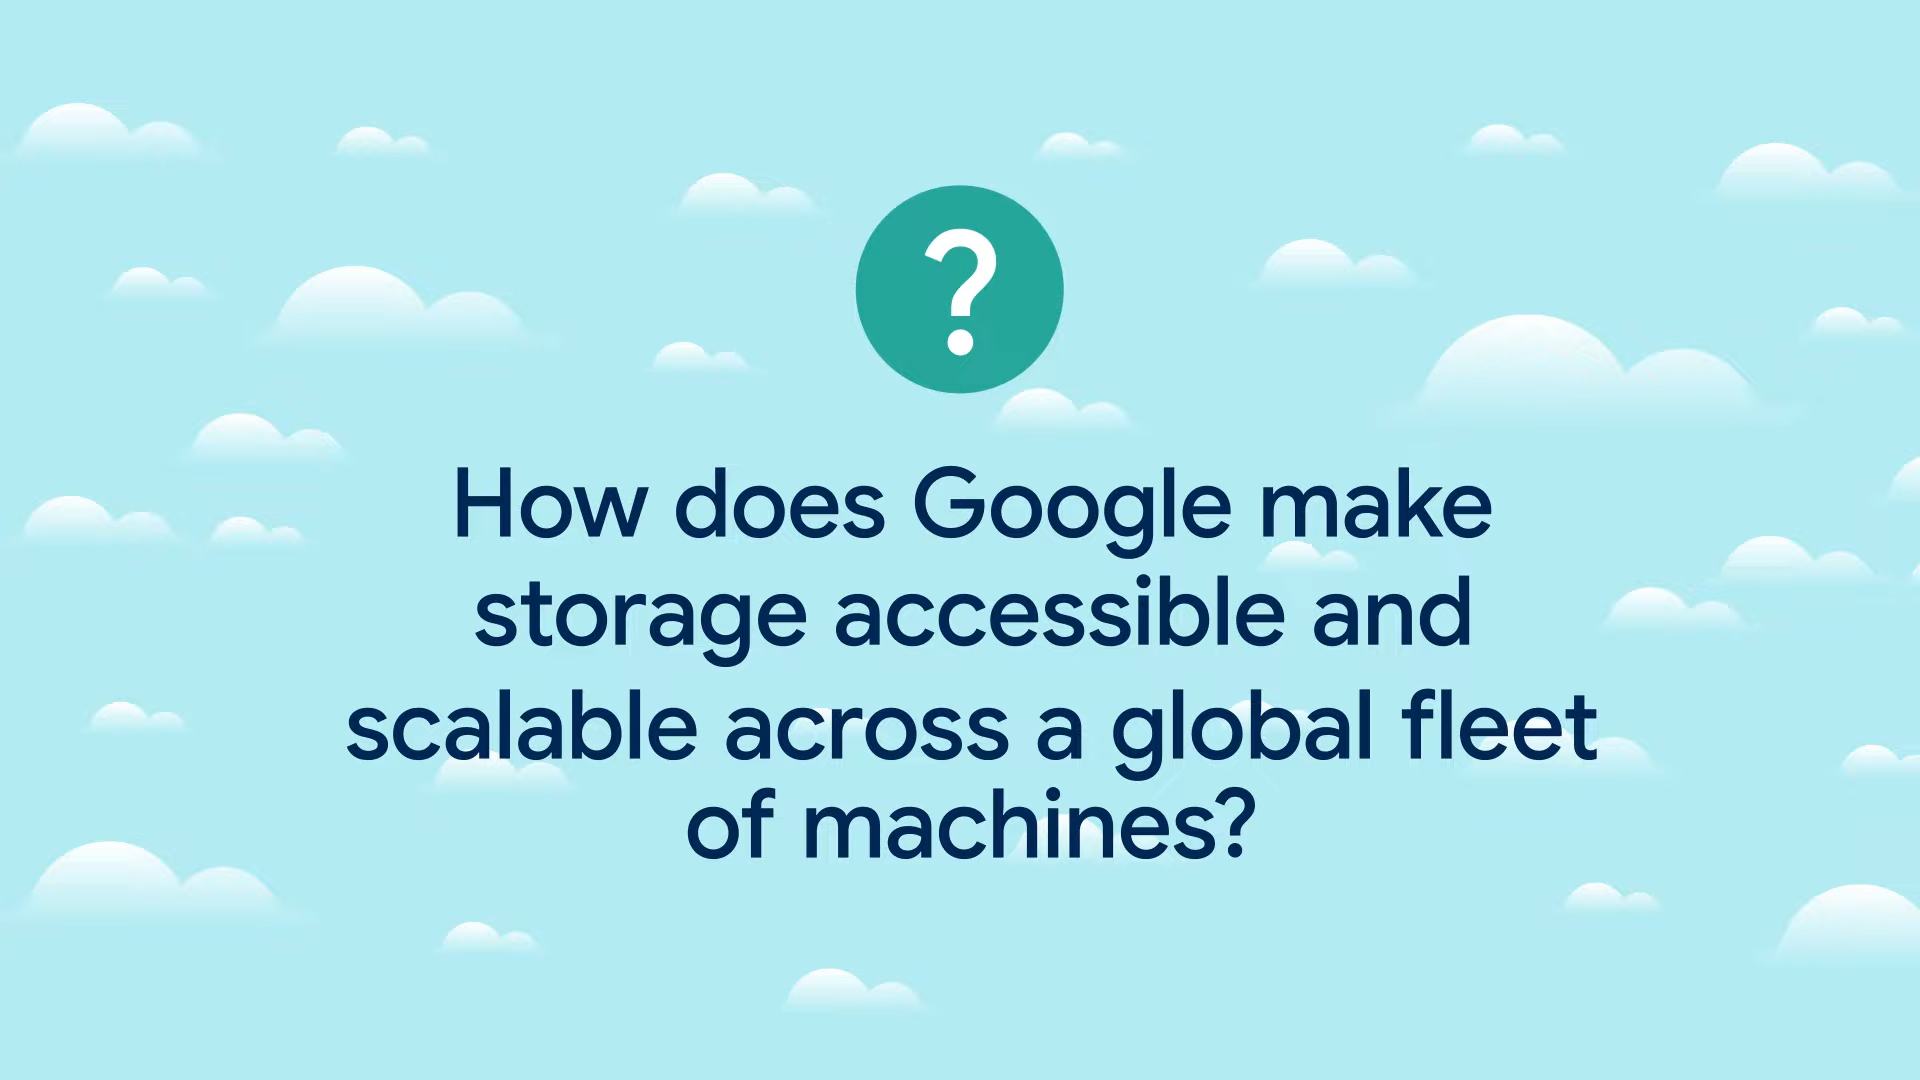 ?
How does Google make
storage accessible and
scalable across a global fleet
of machines?